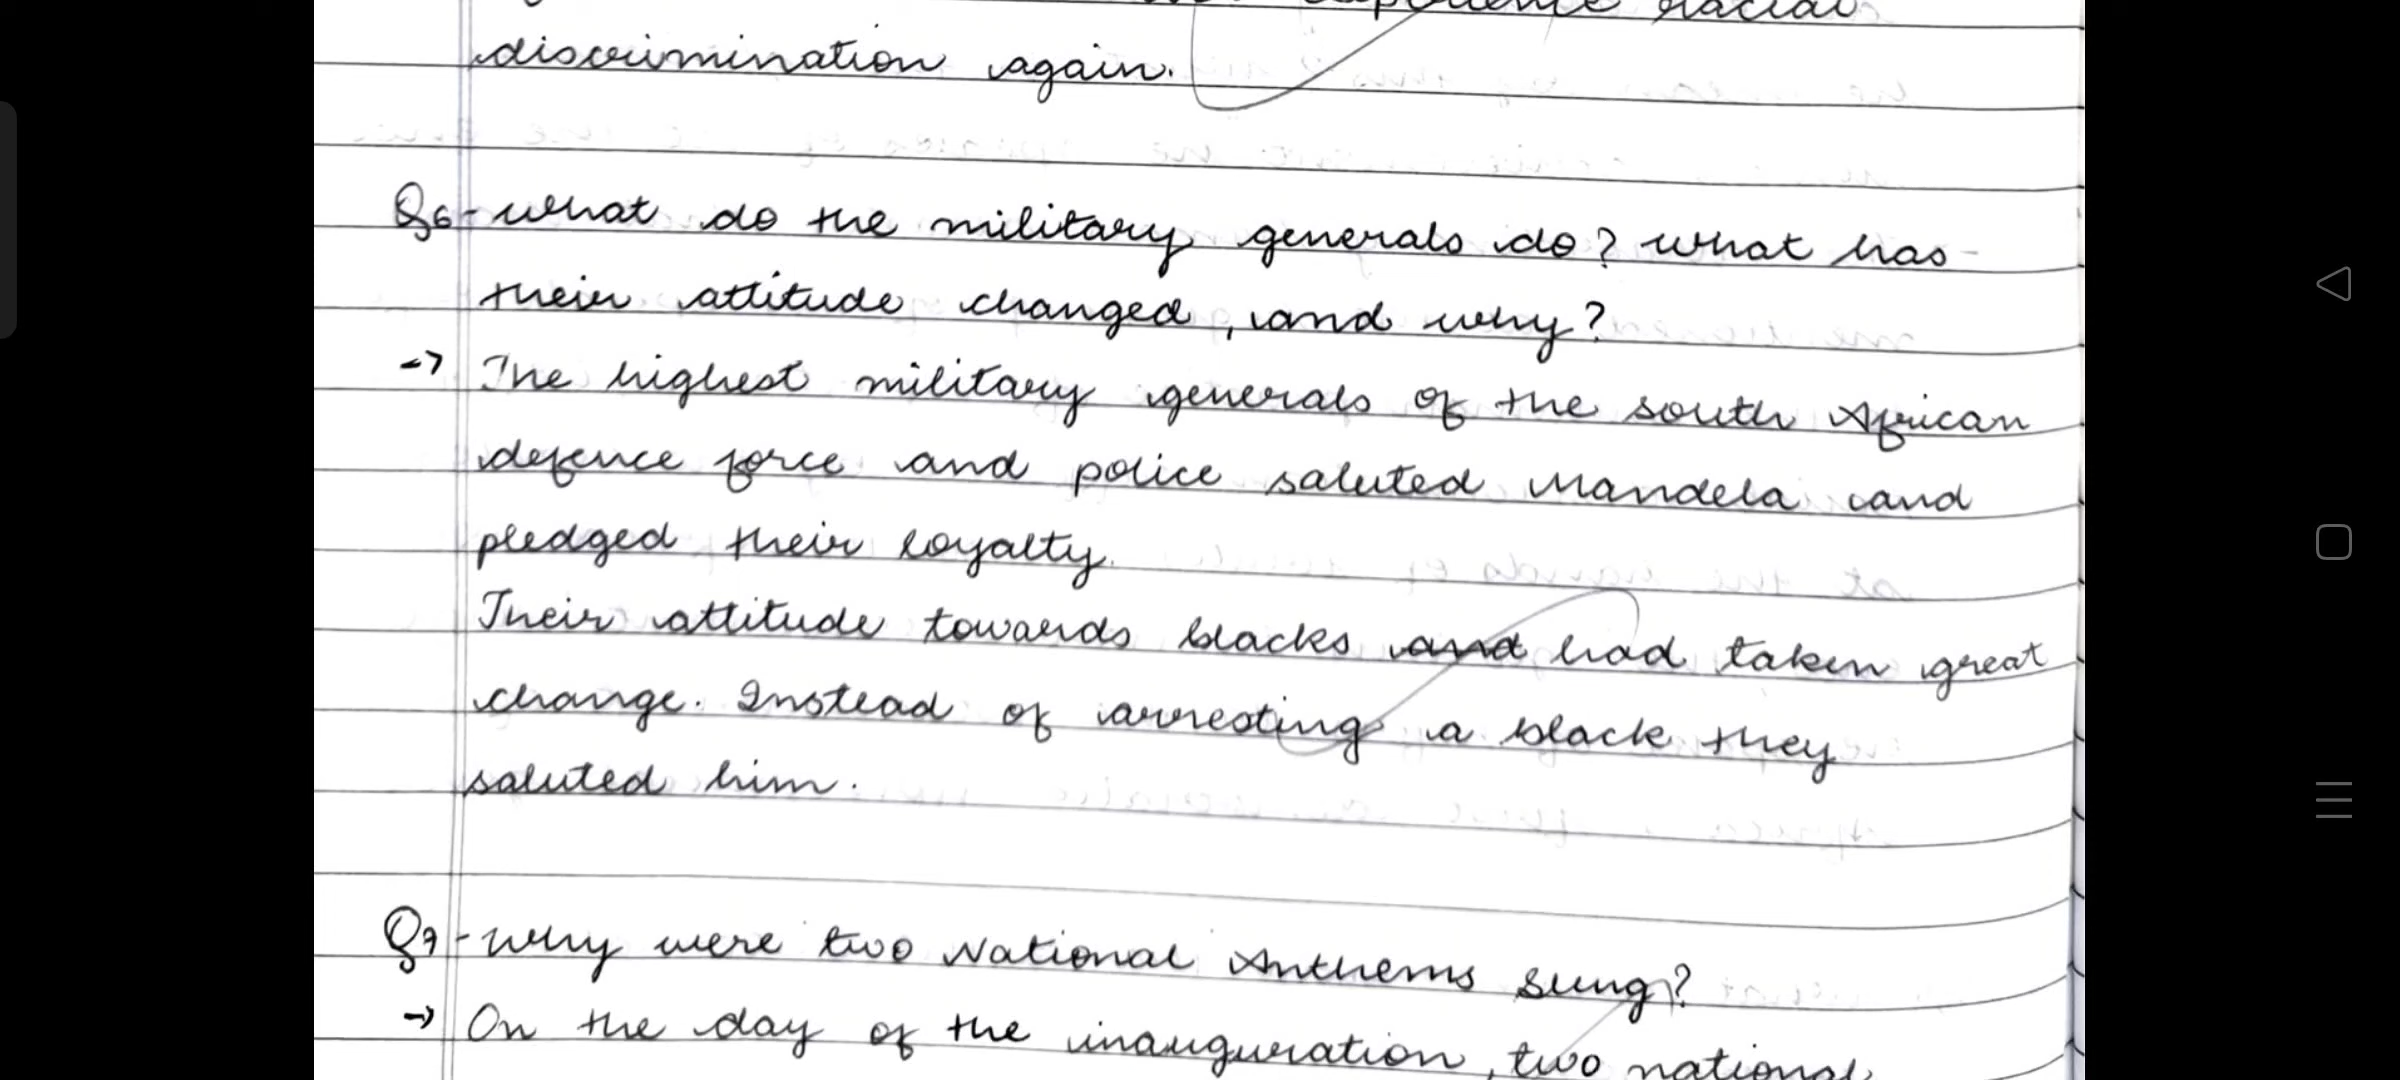 experience racial
discrimination again.
Q6- what do the military generals do? what has
their attitude changed, and why?
-> The highest military generals of the south African
defence force and police saluted Mandela and
pledged their loyalty.
Their attitude towards blacks and had taken great
change. Instead of arresting a black they
saluted him.
Q7- why were two National Anthems sung?
-> On the day of the inauguration, two national